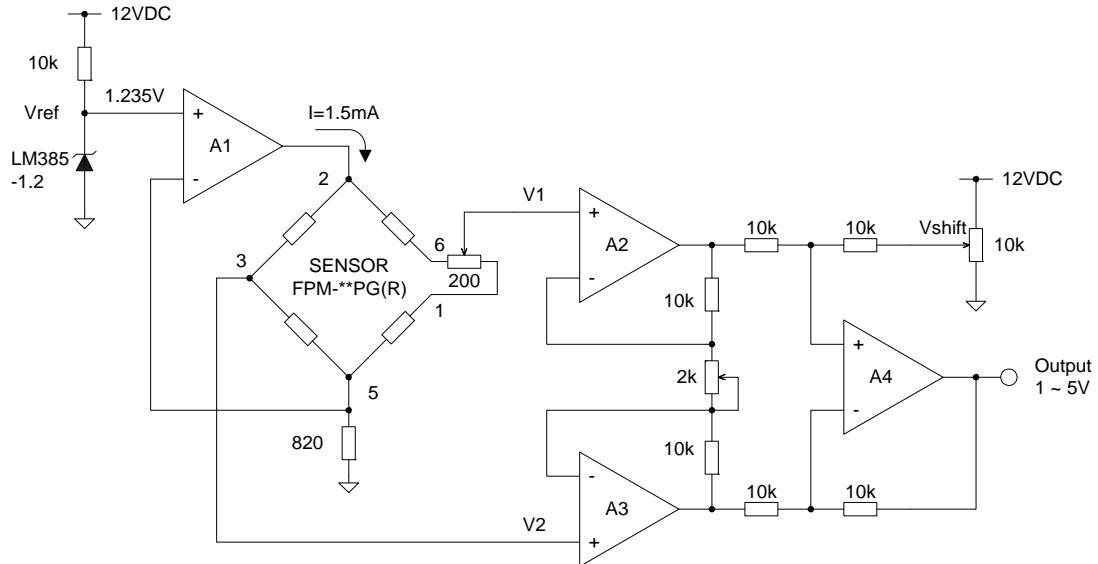 12VDC
10k
Vref
1.235V
LM385
-1.2
+
-
A1
I=1.5mA
2
3
6
200
1
5
SENSOR
FPM-**PG(R)
820
V1
V2
+
-
A2
10k
2k
10k
-
+
A3
10k
10k
Vshift
12VDC
10k
+
-
A4
10k
10k
Output
1 ~ 5V